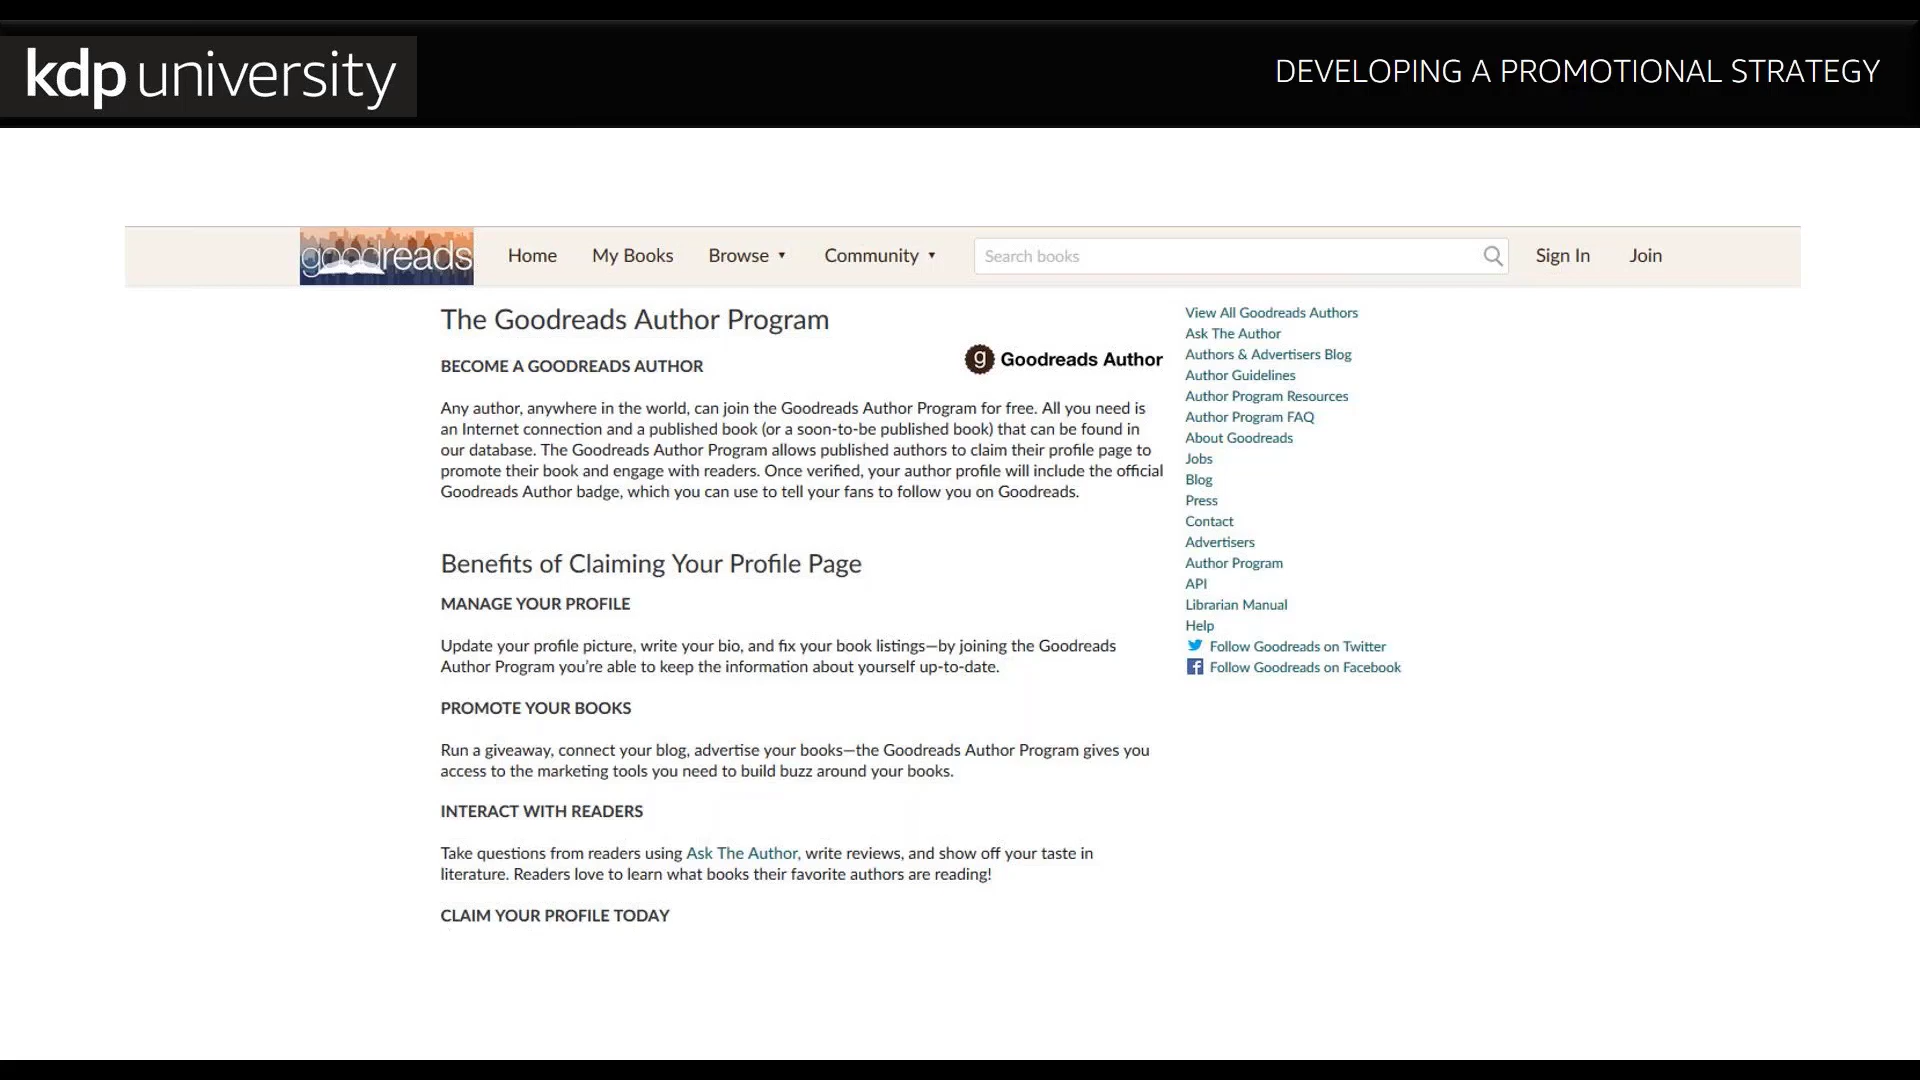 kdp university
DEVELOPING A PROMOTIONAL STRATEGY
goodreads
Home
My Books
Browse
Community
Search books
Sign In
Join
The Goodreads Author Program
BECOME A GOODREADS AUTHOR
g Goodreads Author
Any author, anywhere in the world, can join the Goodreads Author Program for free. All you need is
an Internet connection and a published book (or a soon-to-be published book) that can be found in
our database. The Goodreads Author Program allows published authors to claim their profile page to
promote their book and engage with readers. Once verified, your author profile will include the official
Goodreads Author badge, which you can use to tell your fans to follow you on Goodreads.
Benefits of Claiming Your Profile Page
MANAGE YOUR PROFILE
Update your profile picture, write your bio, and fix your book listings—by joining the Goodreads
Author Program you're able to keep the information about yourself up-to-date.
PROMOTE YOUR BOOKS
Run a giveaway, connect your blog, advertise your books—the Goodreads Author Program gives you
access to the marketing tools you need to build buzz around your books.
INTERACT WITH READERS
Take questions from readers using Ask The Author, write reviews, and show off your taste in
literature. Readers love to learn what books their favorite authors are reading!
CLAIM YOUR PROFILE TODAY
View All Goodreads Authors
Ask The Author
Authors & Advertisers Blog
Author Guidelines
Author Program Resources
Author Program FAQ
About Goodreads
Jobs
Blog
Press
Contact
Advertisers
Author Program
API
Librarian Manual
Help
Follow Goodreads on Twitter
Follow Goodreads on Facebook